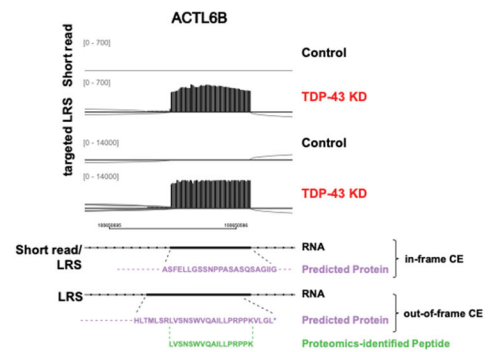 ACTL6B
Short read
[0 - 700]
Control
[0 - 700]
TDP-43 KD
targeted LRS
[0 - 14000]
Control
[0 - 14000]
TDP-43 KD
Short read/
LRS
RNA
ASFELLGSSNPPASASQSAGIIG
Predicted Protein
in-frame CE
LRS
RNA
HLTMLSRLVSNSWVQAILLPRPPKVLGL*
Predicted Protein
out-of-frame CE
LVSNSWVQAILLPRPPK
Proteomics-identified Peptide